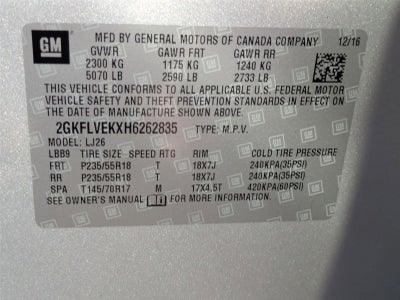 GM
MFD BY GENERAL MOTORS OF CANADA COMPANY 12/16
GVWR GAWR FRT GAWR RR
2300 KG 1175 KG 1240 KG
5070 LB 2590 LB 2733 LB
THIS VEHICLE CONFORMS TO ALL APPLICABLE U.S. FEDERAL MOTOR
VEHICLE SAFETY AND THEFT PREVENTION STANDARDS IN EFFECT ON
THE DATE OF MANUFACTURE SHOWN ABOVE.
2GKFLVEKXH6262835 TYPE: M.P.V.
MODEL: LJ26
LBB9 TIRE SIZE SPEED RTG RIM COLD TIRE PRESSURE
FRT P235/55R18 T 18X7J 240KPA(35PSI)
RR P235/55R18 T 18X7J 240KPA(35PSI)
SPA T145/70R17 M 17X4.5T 420KPA(60PSI)
SEE OWNER'S MANUAL FOR MORE INFORMATION.